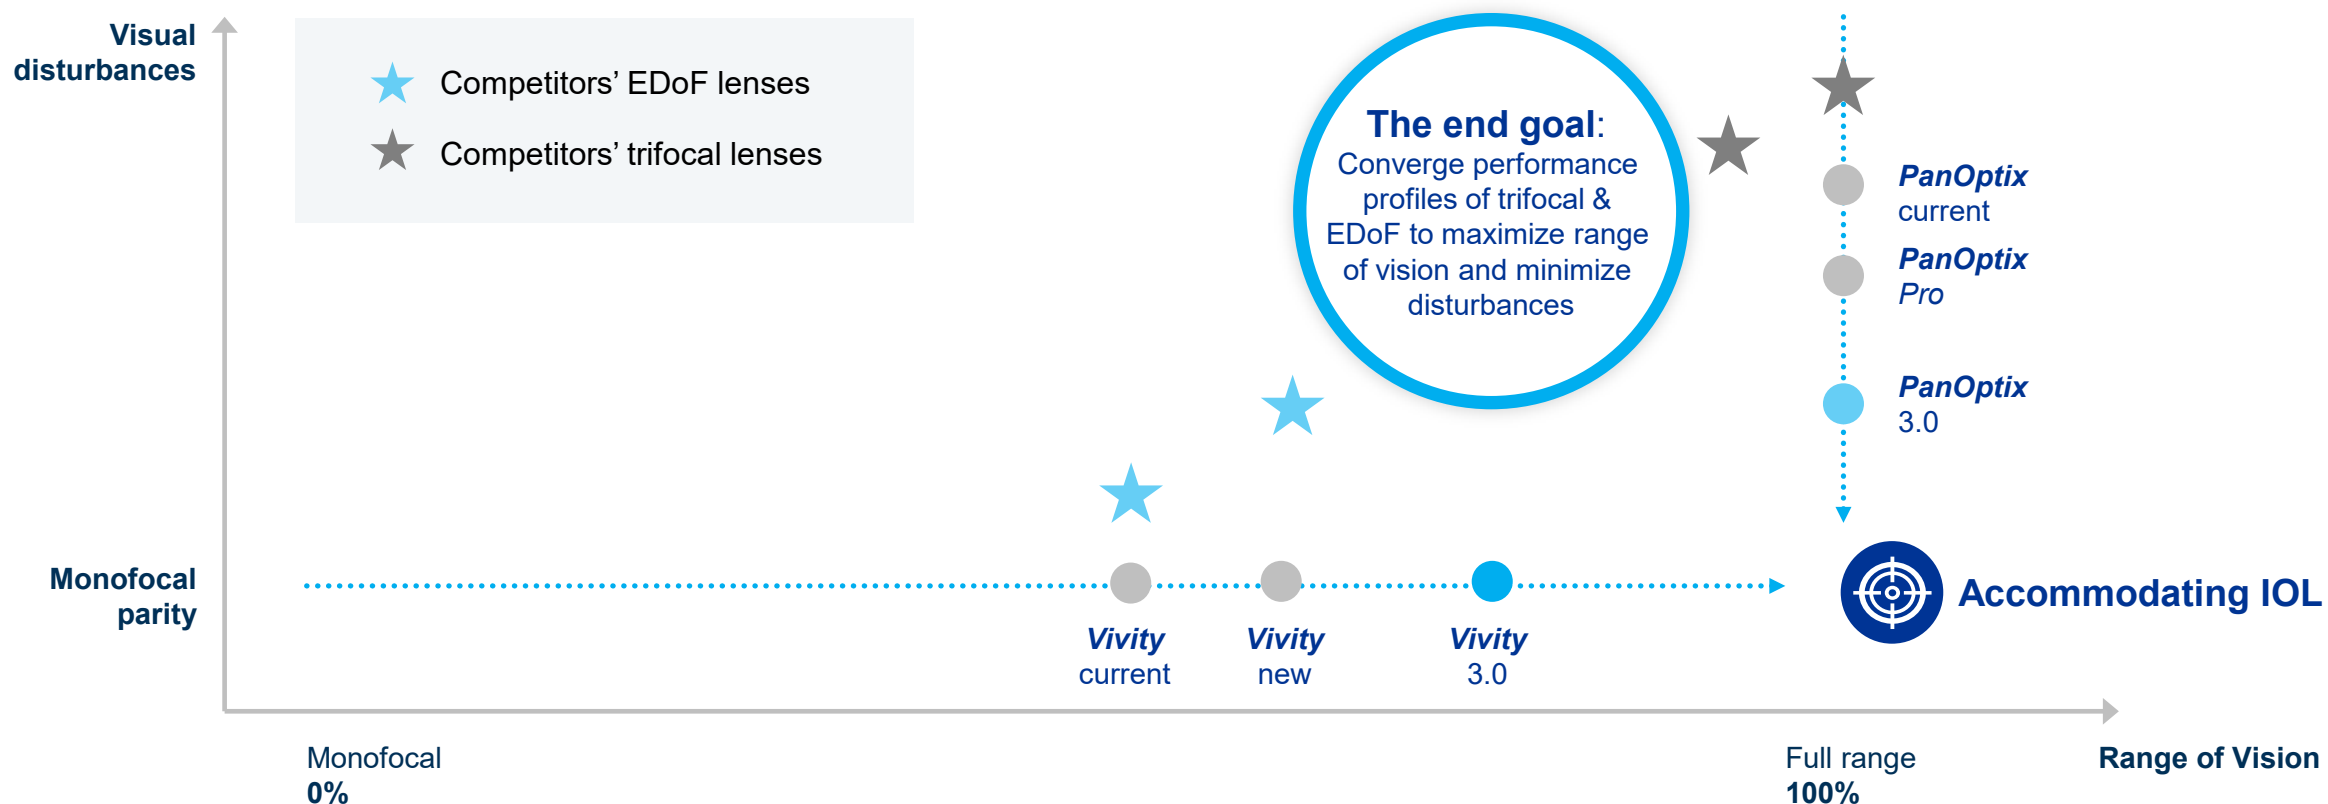 Visual
disturbances
Competitors’ EDoF lenses
Competitors’ trifocal lenses
The end goal:
Converge performance
profiles of trifocal &
EDoF to maximize range
of vision and minimize
disturbances
PanOptix
current
PanOptix
Pro
PanOptix
3.0
Monofocal
parity
Accommodating IOL
Vivity
current
Vivity
new
Vivity
3.0
Monofocal
0%
Full range
100%
Range of Vision